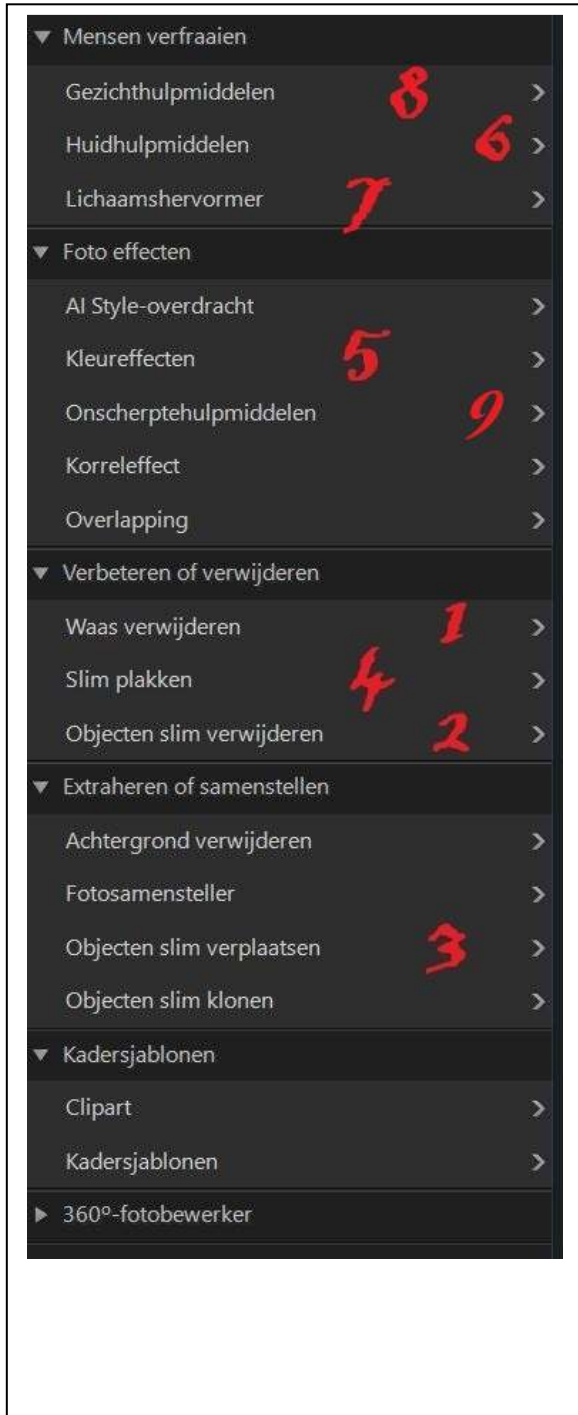 Mensen verfraaien
Gezichthulpmiddelen 8
Huidhulpmiddelen 6
Lichaamshervormer 7
Foto effecten
AI Style-overdracht
Kleureffecten 5
Onscherptehulpmiddelen 9
Korreleffect
Overlapping
Verbeteren of verwijderen
Waas verwijderen 1
Slim plakken 4
Objecten slim verwijderen 2
Extraheren of samenstellen
Achtergrond verwijderen
Fotosamensteller
Objecten slim verplaatsen 3
Objecten slim klonen
Kadersjablonen
Clipart
Kadersjablonen
360º-fotobewerker